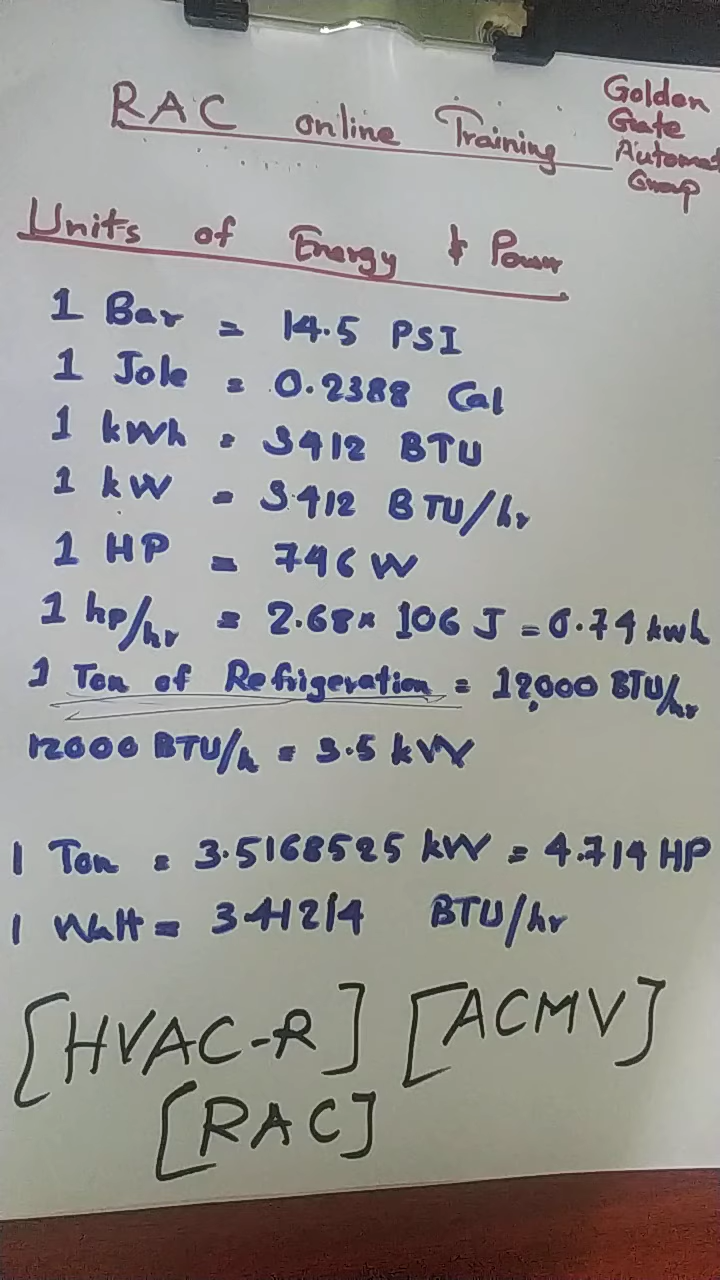 RAC online Training
Golden
Gate
Automat
Group
Units of Energy & Power
1 Bar = 14.5 PSI
1 Jole = 0.2388 Cal
1 kWh = 3412 BTU
1 kW = 3412 BTU/hr
1 HP = 746 W
1 hp/hr = 2.68 x 106 J = 0.74 kwh
1 Ton of Refrigeration = 12,000 BTU/hr
12000 BTU/h = 3.5 kW
1 Ton = 3.5168525 kW = 4.714 HP
1 Watt = 3.41214 BTU/hr
[HVAC-R] [ACMV]
[RAC]